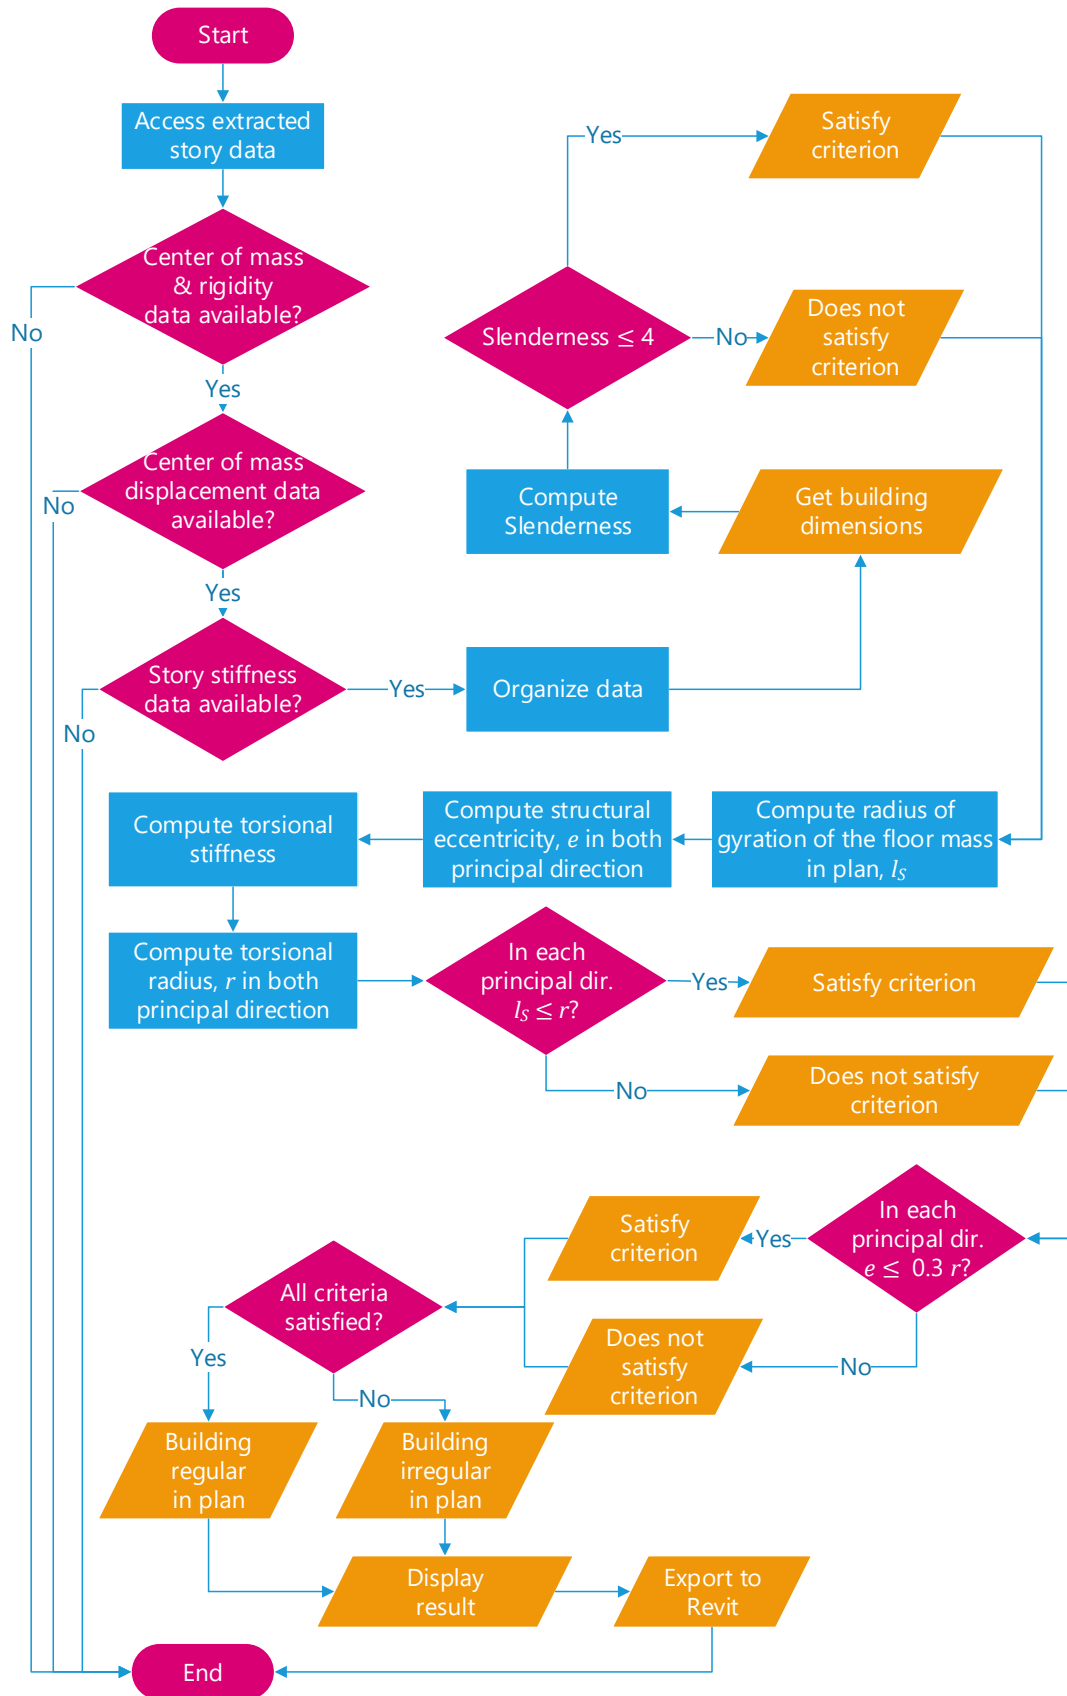 Start
Access extracted
story data
Center of mass
& rigidity
data available?
No
Yes
Center of mass
displacement data
available?
No
Yes
Story stiffness
data available?
No
Yes
Organize data
Get building
dimensions
Compute
Slenderness
Slenderness ≤ 4
Yes
Satisfy
criterion
No
Does not
satisfy
criterion
Compute radius of
gyration of the floor mass
in plan, lS
Compute structural
eccentricity, e in both
principal direction
Compute torsional
stiffness
Compute torsional
radius, r in both
principal direction
In each
principal dir.
lS ≤ r?
Yes
Satisfy criterion
No
Does not satisfy
criterion
In each
principal dir.
e ≤ 0.3 r?
Yes
Satisfy
criterion
No
Does not
satisfy
criterion
All criteria
satisfied?
Yes
No
Building
regular
in plan
Building
irregular
in plan
Display
result
Export to
Revit
End